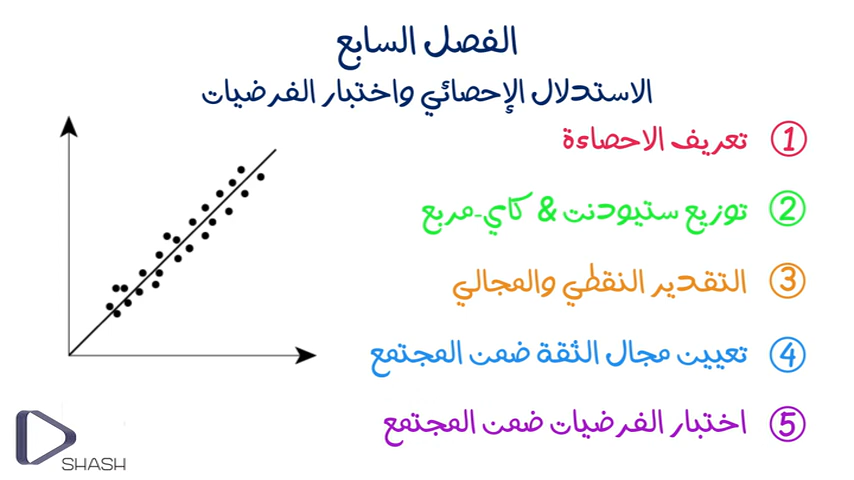 الفصل السابع
الاستدلال الإحصائي واختبار الفرضيات
① تعريف الاحصاءة
② توزيع ستيودنت & كاي-مربع
③ التقدير النقطي والمجالي
④ تعيين مجال الثقة ضمن المجتمع
⑤ اختبار الفرضيات ضمن المجتمع
SHASH